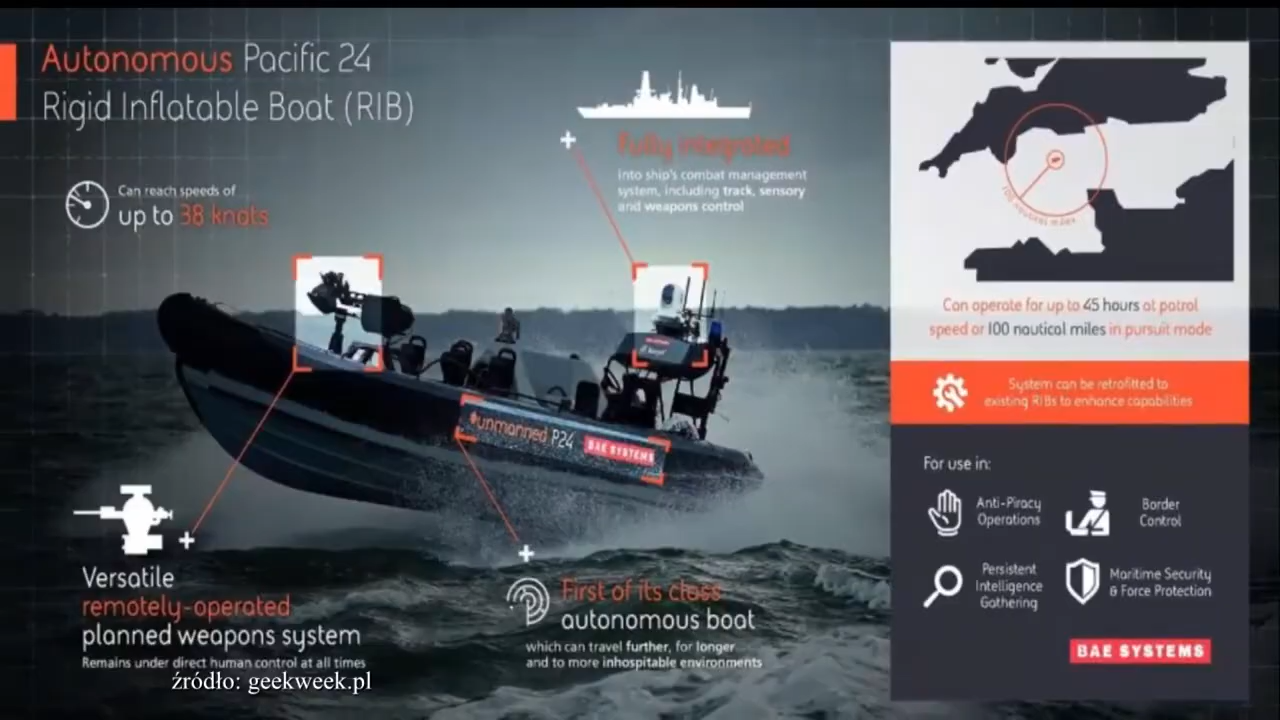 Autonomous Pacific 24
Rigid Inflatable Boat (RIB)
Can reach speeds of
up to 38 knots
Fully integrated
into ship's combat management
system, including track, sensory
and weapons control
unmanned P24
BAE SYSTEMS
Versatile
remotely-operated
planned weapons system
Remains under direct human control at all times
źródło: geekweek.pl
First of its class
autonomous boat
which can travel further, for longer
and to more inhospitable environments
100 nautical miles
Can operate for up to 45 hours at patrol
speed or 100 nautical miles in pursuit mode
System can be retrofitted to
existing RIBs to enhance capabilities
For use in:
Anti-Piracy
Operations
Border
Control
Persistent
Intelligence
Gathering
Maritime Security
& Force Protection
BAE SYSTEMS